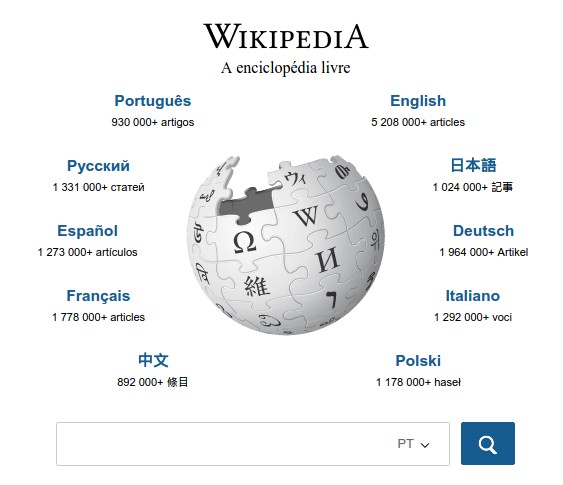 WIKIPEDIA
A enciclopédia livre
Português
930 000+ artigos
English
5 208 000+ articles
Русский
1 331 000+ статей
日本語
1 024 000+ 記事
Español
1 273 000+ artículos
Deutsch
1 964 000+ Artikel
Français
1 778 000+ articles
Italiano
1 292 000+ voci
中文
892 000+ 條目
Polski
1 178 000+ haseł
ウィ
W
Ω
И
維
PT